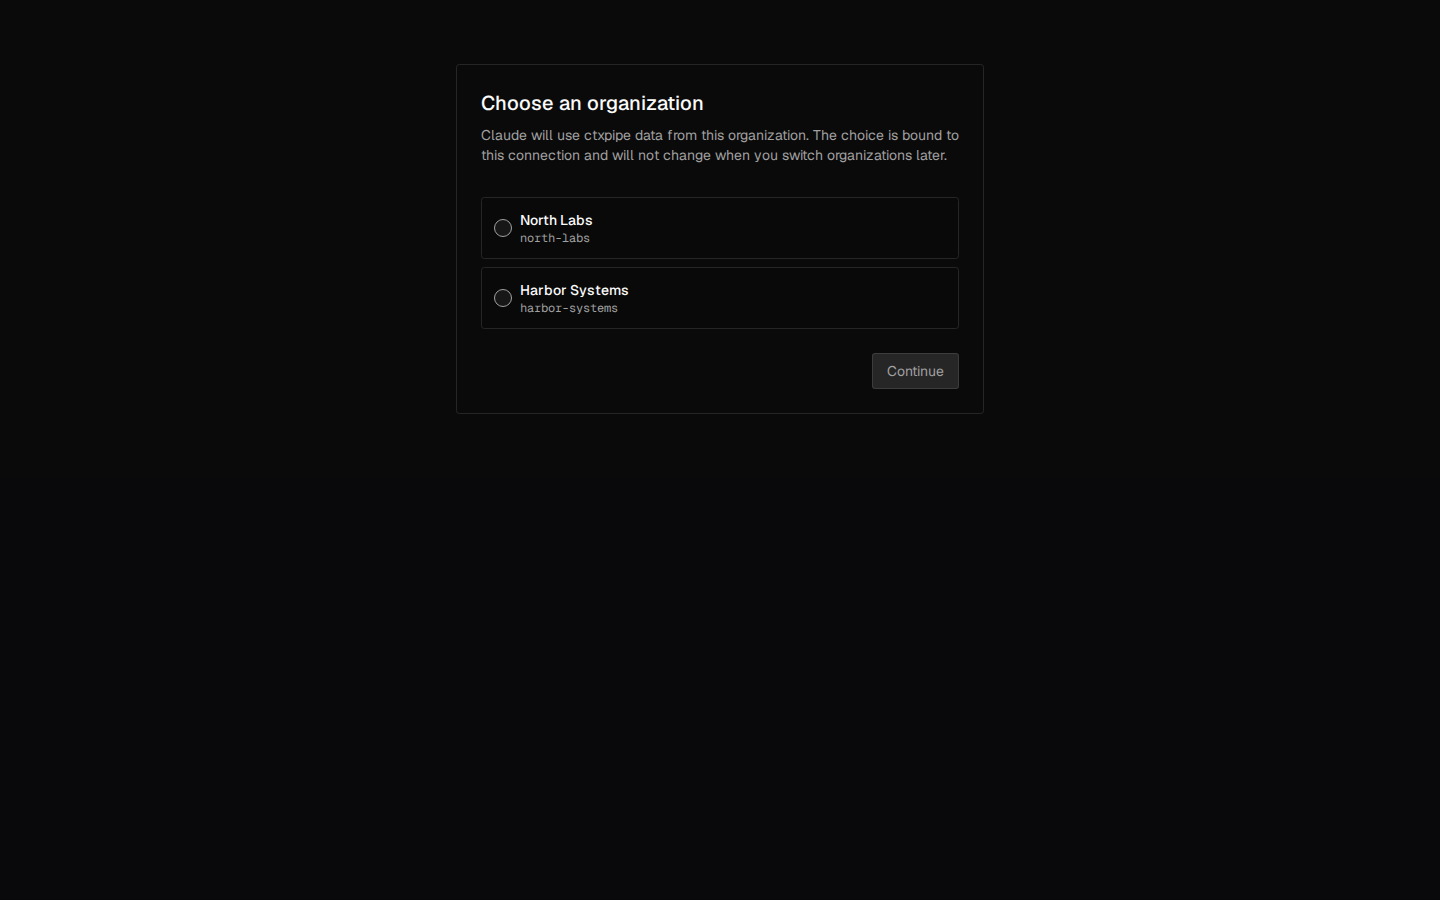 Choose an organization
Claude will use ctxpipe data from this organization. The choice is bound to
this connection and will not change when you switch organizations later.
North Labs
north-labs
Harbor Systems
harbor-systems
Continue